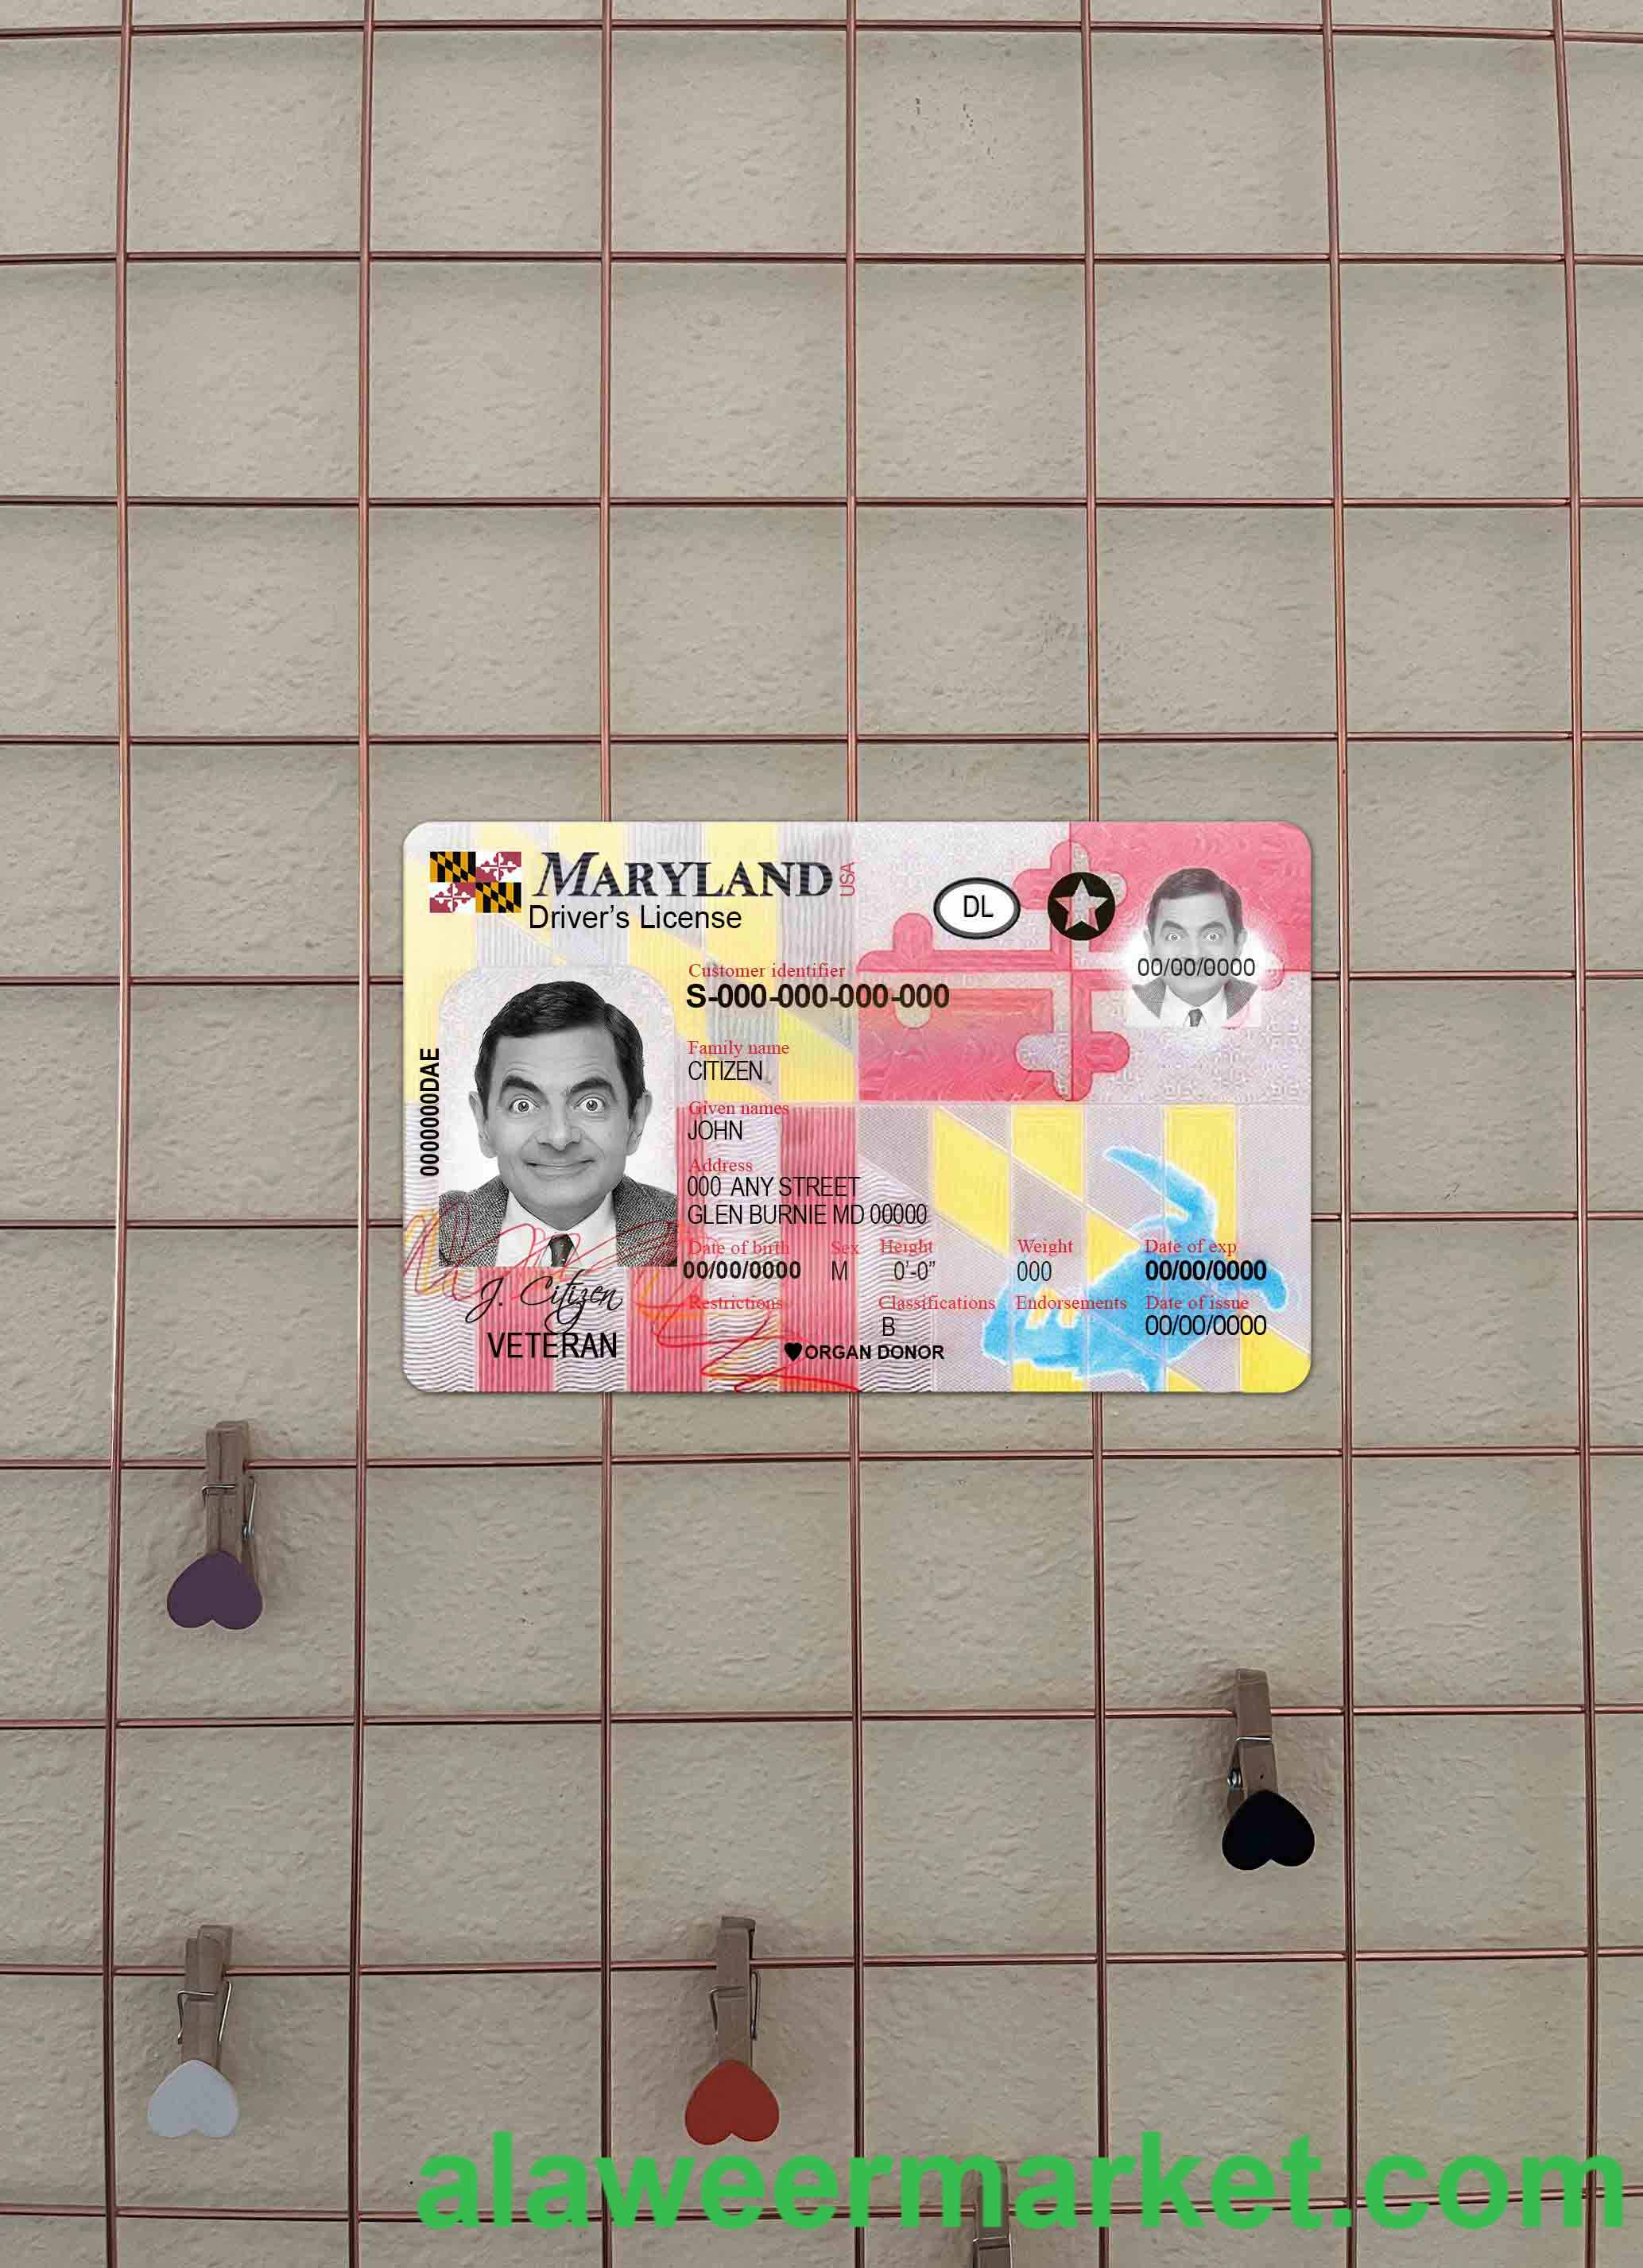 MARYLAND USA
Driver's License
DL
Customer identifier
S-000-000-000-000
00/00/0000
Family name
CITIZEN
Given names
JOHN
0000000DAE
Address
000 ANY STREET
GLEN BURNIE MD 00000
Date of birth Sex Height Weight Date of exp
00/00/0000 M 0'-0" 000 00/00/0000
Restrictions Classifications Endorsements Date of issue
B 00/00/0000
J. Citizen
VETERAN
ORGAN DONOR
alaweermarket.com